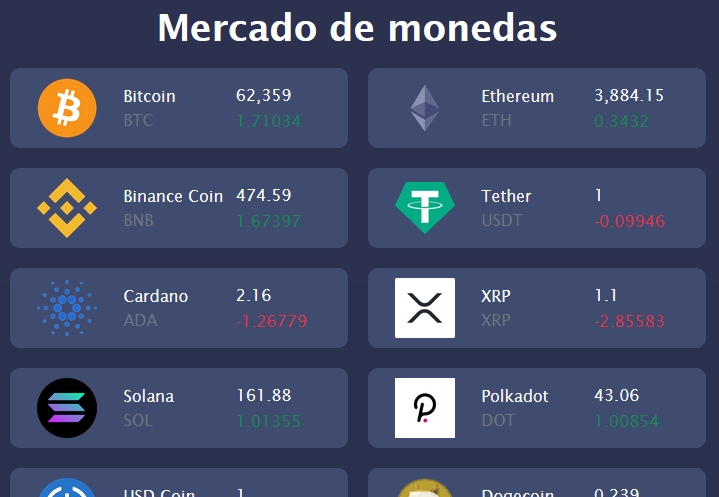 Mercado de monedas
Bitcoin 62,359
BTC 1.71034
Ethereum 3,884.15
ETH 0.3432
Binance Coin 474.59
BNB 1.67397
Tether 1
USDT -0.09946
Cardano 2.16
ADA -1.26779
XRP 1.1
XRP -2.85583
Solana 161.88
SOL 1.01355
Polkadot 43.06
DOT 1.00854
USD Coin 1
Dogecoin 0.239